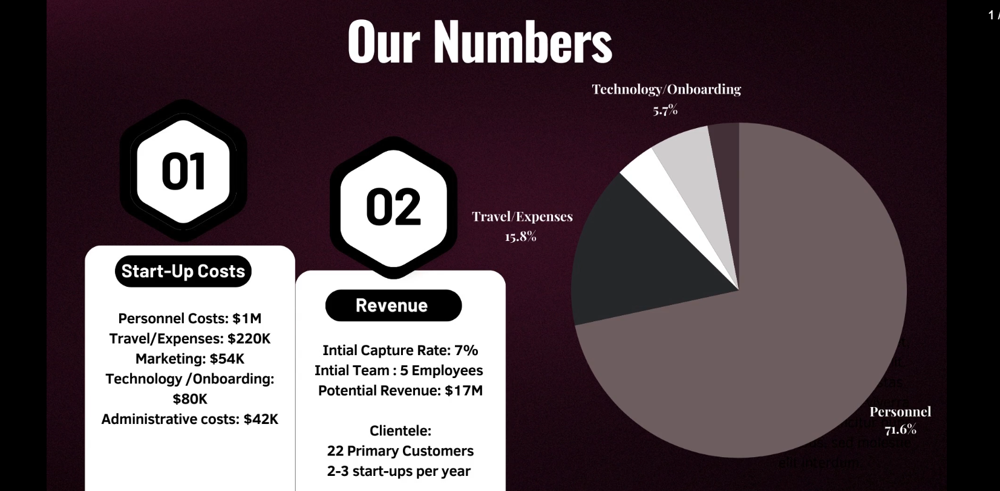 1 /
Our Numbers
01
Start-Up Costs
Personnel Costs: $1M
Travel/Expenses: $220K
Marketing: $54K
Technology /Onboarding:
$80K
Administrative costs: $42K
02
Revenue
Intial Capture Rate: 7%
Intial Team : 5 Employees
Potential Revenue: $17M
Clientele:
22 Primary Customers
2-3 start-ups per year
Technology/Onboarding
5.7%
Travel/Expenses
15.8%
Personnel
71.6%
sed molestie
elit interdum.